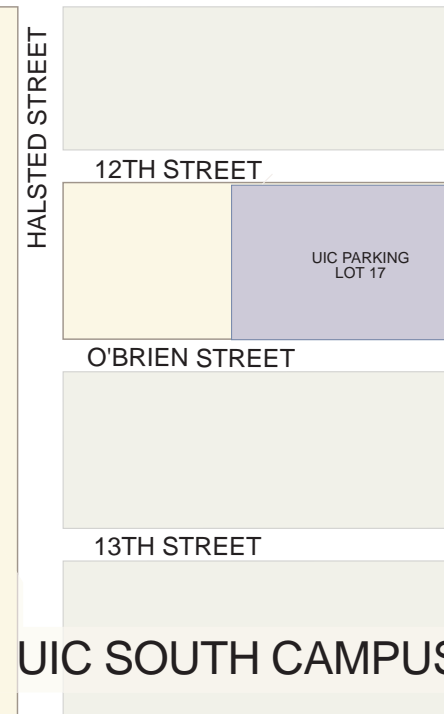 HALSTED STREET
12TH STREET
UIC PARKING
LOT 17
O'BRIEN STREET
13TH STREET
UIC SOUTH CAMPUS